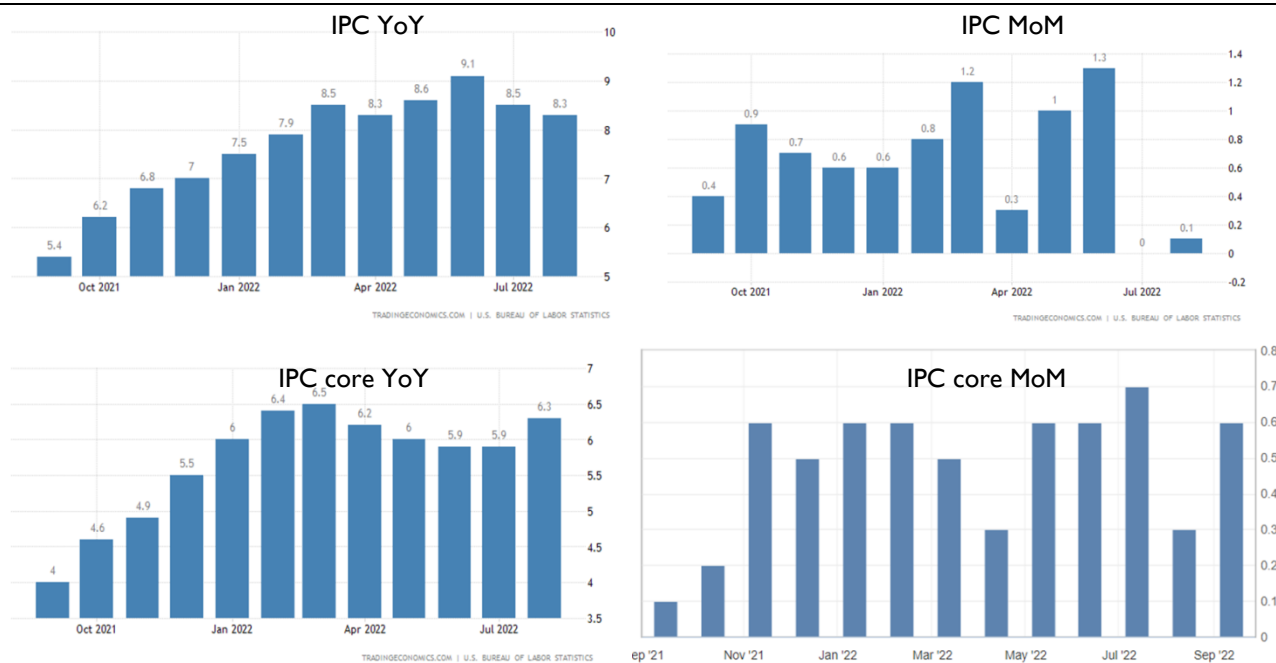 IPC YoY
10
9
8
7
6
5
5.4
6.2
6.8
7
7.5
7.9
8.5
8.3
8.6
9.1
8.5
8.3
Oct 2021
Jan 2022
Apr 2022
Jul 2022
TRADINGECONOMICS.COM | U.S. BUREAU OF LABOR STATISTICS
IPC MoM
1.4
1.2
1
0.8
0.6
0.4
0.2
0
-0.2
0.4
0.9
0.7
0.6
0.6
0.8
1.2
0.3
1
1.3
0
0.1
Oct 2021
Jan 2022
Apr 2022
Jul 2022
TRADINGECONOMICS.COM | U.S. BUREAU OF LABOR STATISTICS
IPC core YoY
7
6.5
6
5.5
5
4.5
4
3.5
4
4.6
4.9
5.5
6
6.4
6.5
6.2
6
5.9
5.9
6.3
Oct 2021
Jan 2022
Apr 2022
Jul 2022
TRADINGECONOMICS.COM | U.S. BUREAU OF LABOR STATISTICS
IPC core MoM
0.8
0.7
0.6
0.5
0.4
0.3
0.2
0.1
0
ep '21
Nov '21
Jan '22
Mar '22
May '22
Jul '22
Sep '22